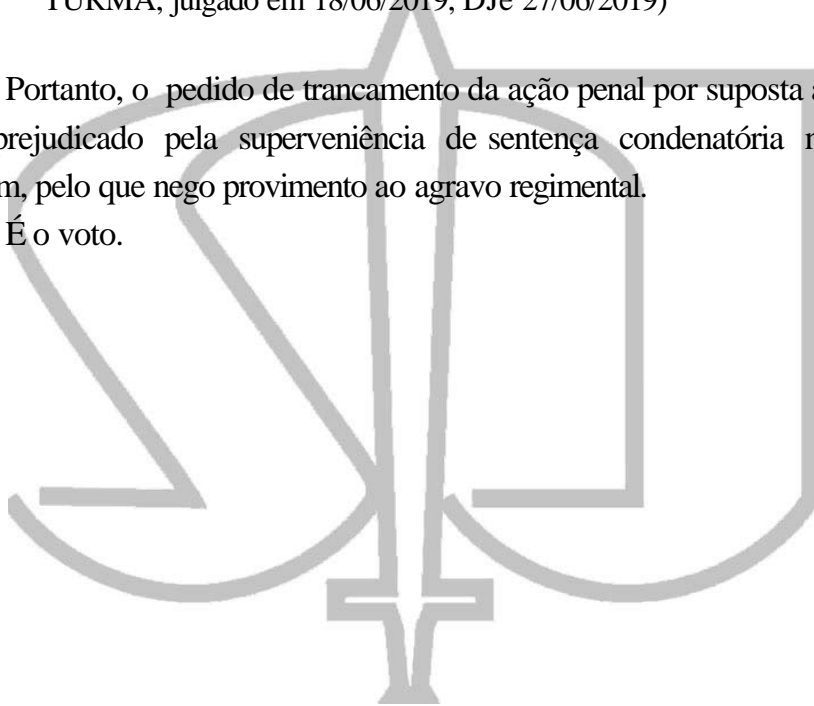 TURMA, julgado em 18/06/2019, DJe 27/06/2019)
Portanto, o pedido de trancamento da ação penal por suposta
prejudicado pela superveniência de sentença condenatória
pelo que nego provimento ao agravo regimental.
É o voto.